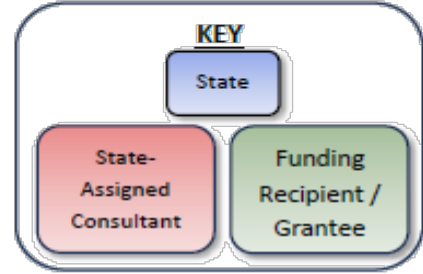 KEY
State
State-
Assigned
Consultant
Funding
Recipient /
Grantee